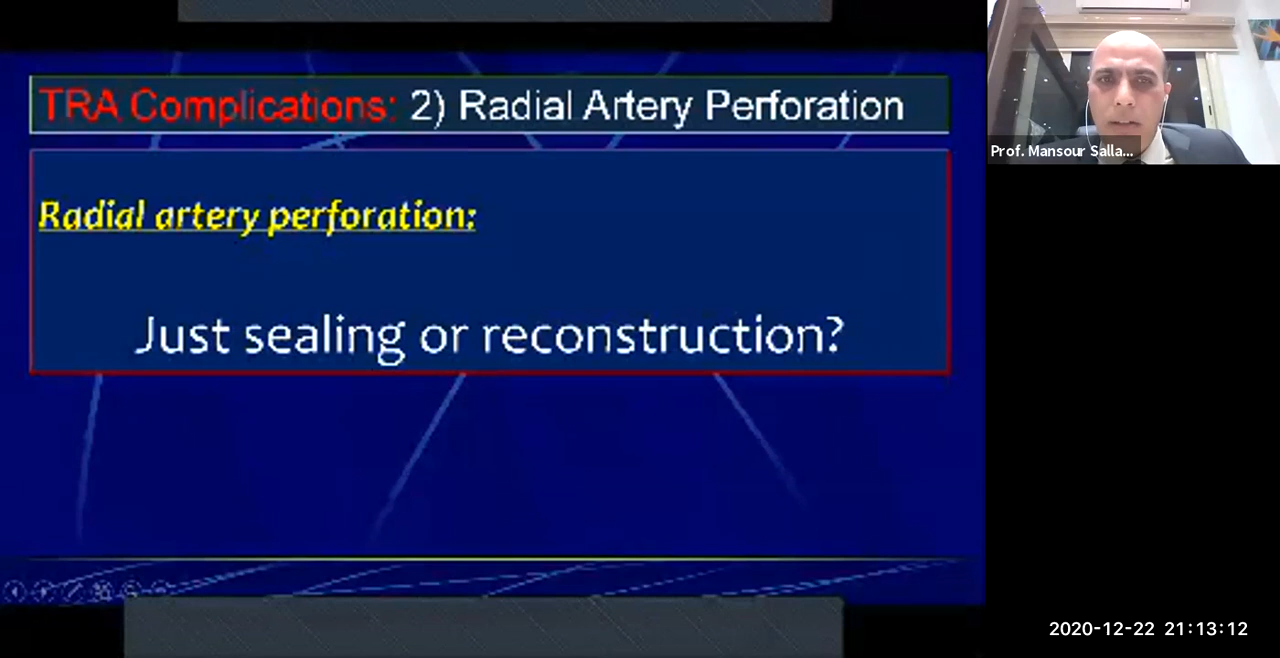 TRA Complications: 2) Radial Artery Perforation
Radial artery perforation:
Just sealing or reconstruction?
Prof. Mansour Salla...
2020-12-22 21:13:12